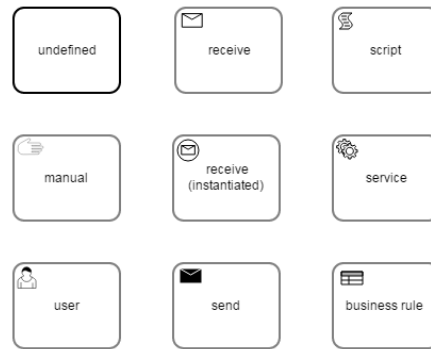 undefined
receive
script
manual
receive
(instantiated)
service
user
send
business rule